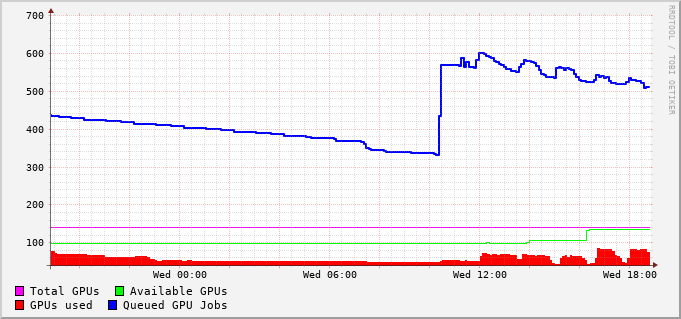 700
600
500
400
300
200
100
Wed 00:00 Wed 06:00 Wed 12:00 Wed 18:00
Total GPUs Available GPUs
GPUs used Queued GPU Jobs
RRDTOOL / TOBI OETIKER